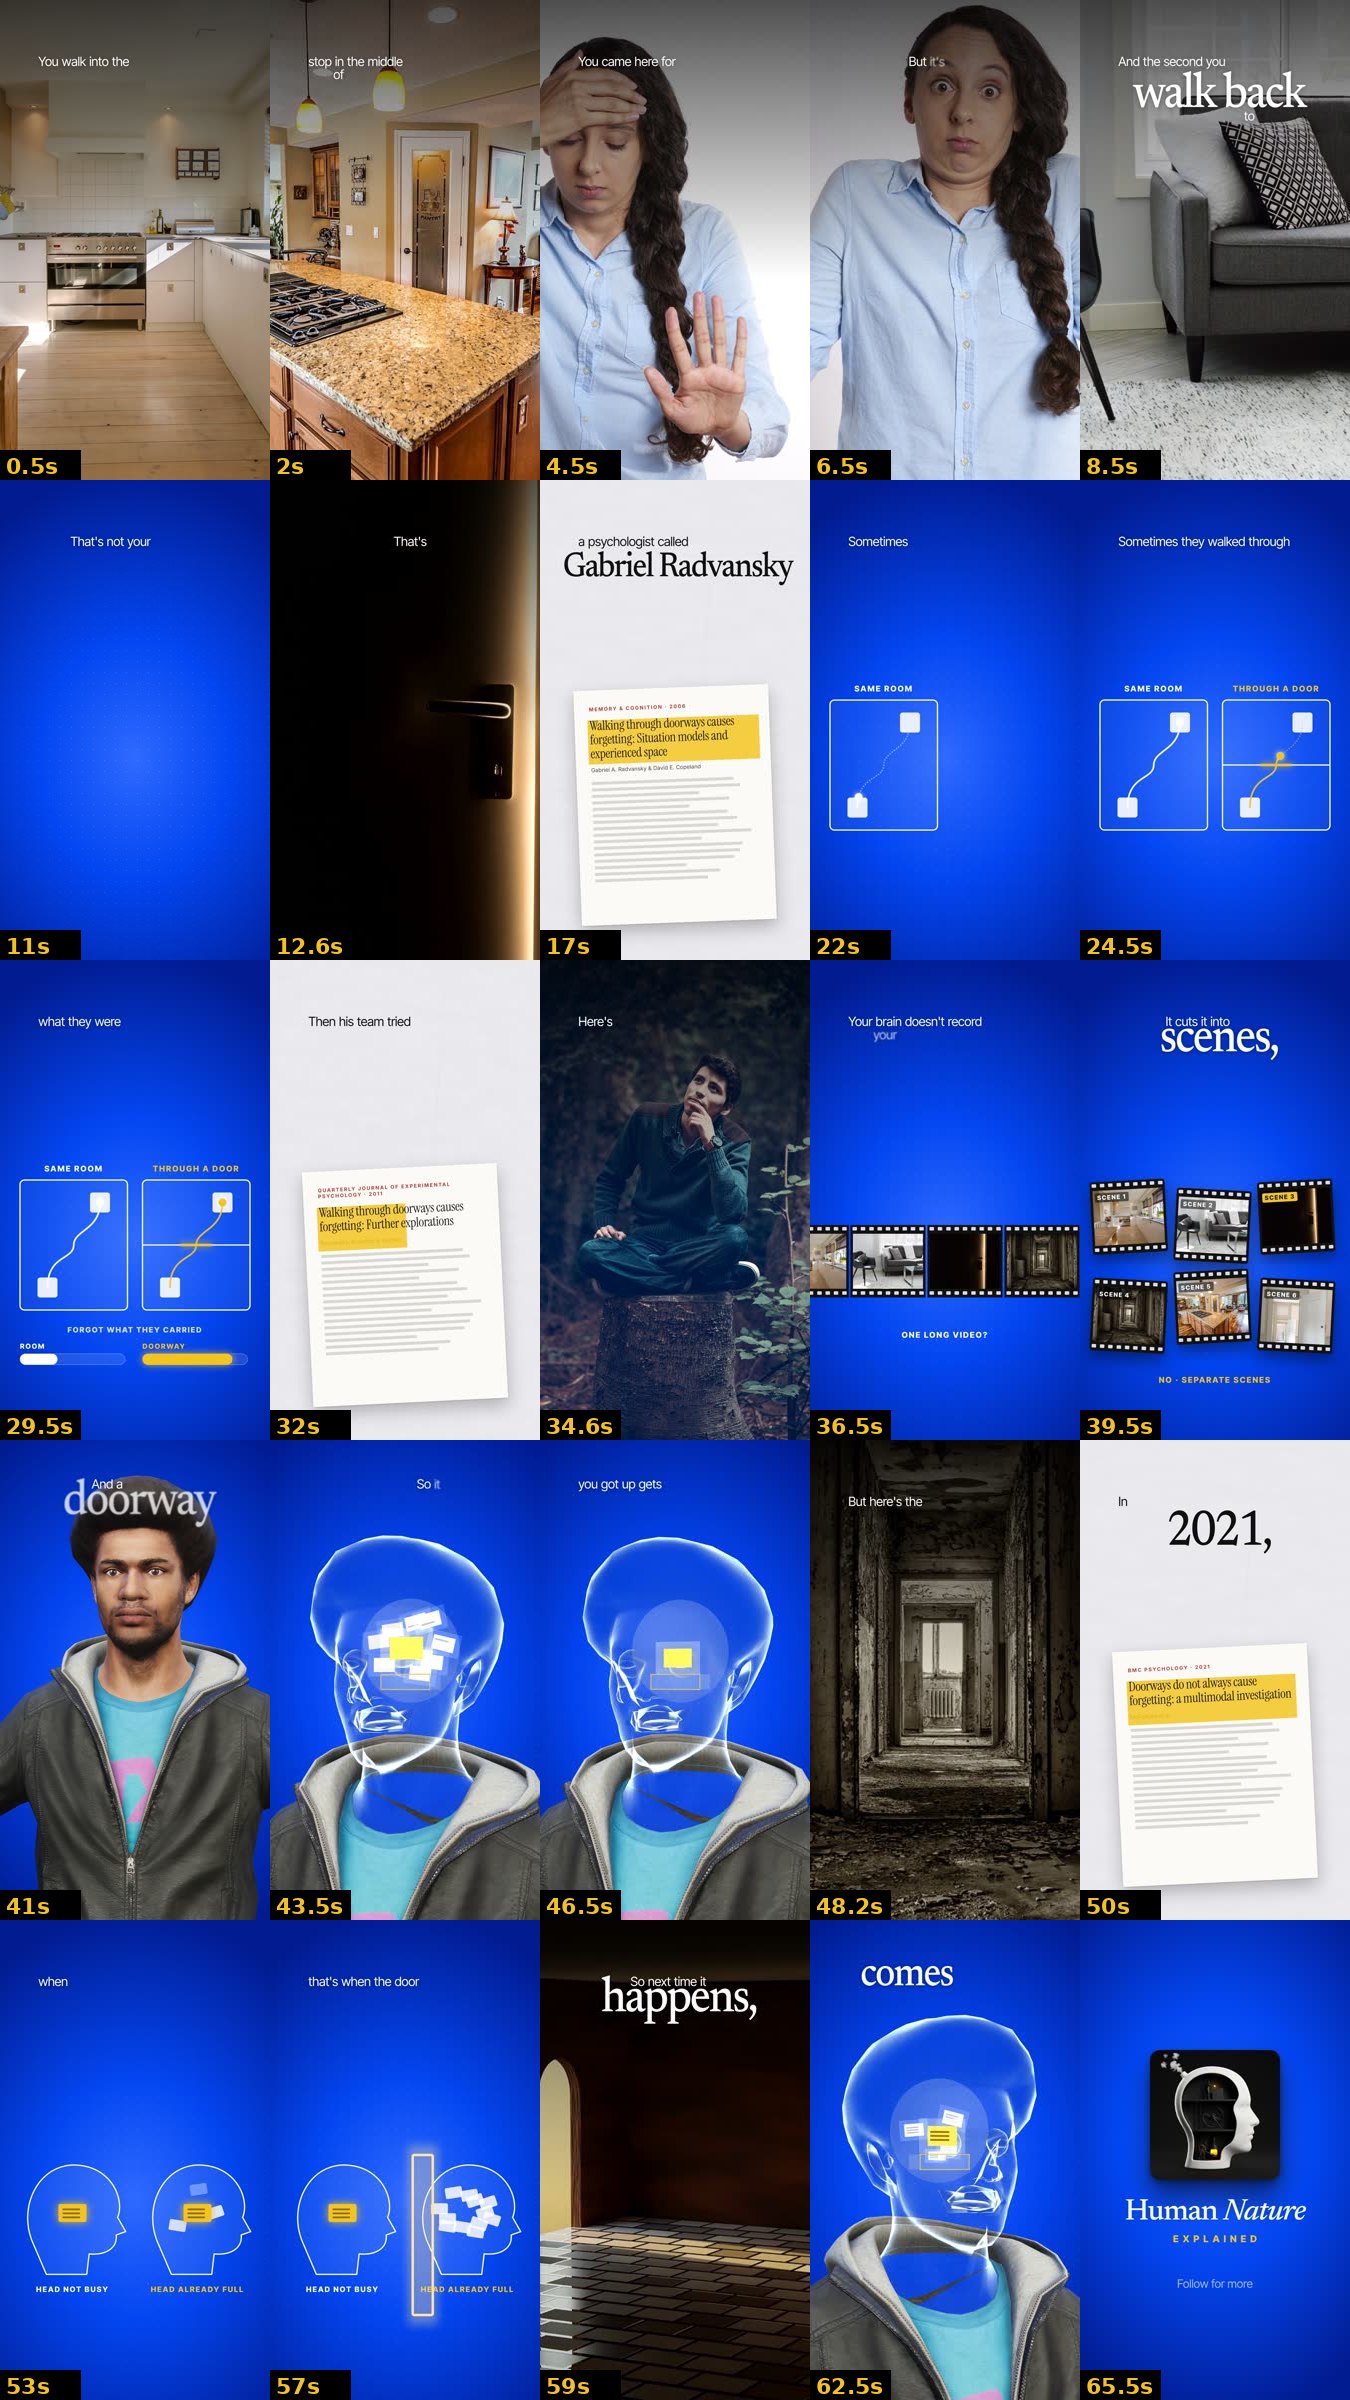 You walk into the
0.5s
stop in the middle
of
2s
You came here for
4.5s
But it's
6.5s
And the second you
walk back
to
8.5s
That's not your
11s
That's
12.6s
a psychologist called
Gabriel Radvansky
MEMORY & COGNITION · 2006
Walking through doorways causes
forgetting: Situation models and
experienced space
Gabriel A. Radvansky & David E. Copeland
17s
Sometimes
SAME ROOM
22s
Sometimes they walked through
SAME ROOM
THROUGH A DOOR
24.5s
what they were
SAME ROOM
THROUGH A DOOR
FORGOT WHAT THEY CARRIED
ROOM
DOORWAY
29.5s
Then his team tried
QUARTERLY JOURNAL OF EXPERIMENTAL
PSYCHOLOGY · 2011
Walking through doorways causes
forgetting: Further explorations
32s
Here's
34.6s
Your brain doesn't record
your
ONE LONG VIDEO?
36.5s
It cuts it into
scenes,
SCENE 1
SCENE 2
SCENE 3
SCENE 4
SCENE 5
SCENE 6
NO · SEPARATE SCENES
39.5s
And a
doorway
41s
So it
43.5s
you got up gets
46.5s
But here's the
48.2s
In
2021,
BMC PSYCHOLOGY · 2021
Doorways do not always cause
forgetting: a multimodal investigation
50s
when
HEAD NOT BUSY
HEAD ALREADY FULL
53s
that's when the door
HEAD NOT BUSY
HEAD ALREADY FULL
57s
So next time it
happens,
59s
comes
62.5s
Human Nature
EXPLAINED
Follow for more
65.5s